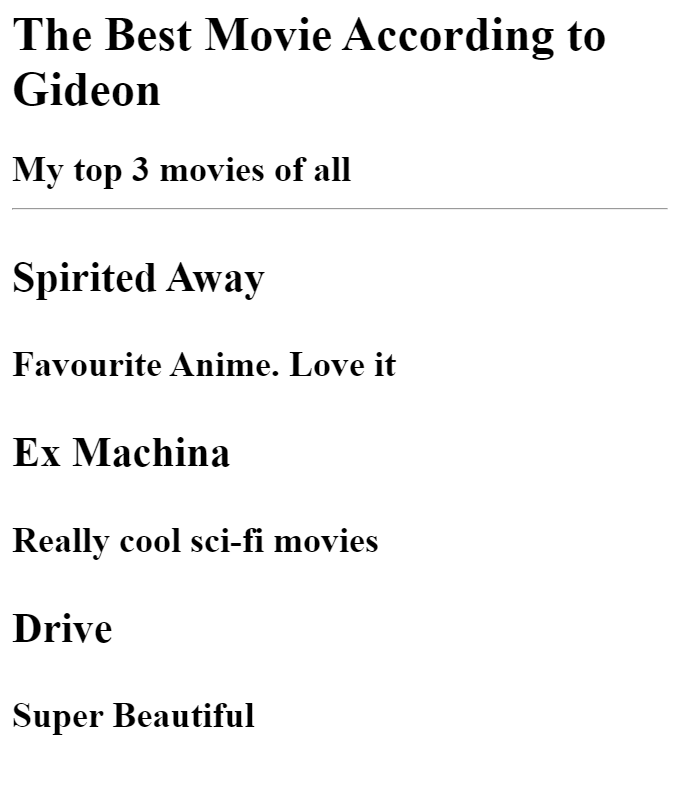 The Best Movie According to
Gideon
My top 3 movies of all
Spirited Away
Favourite Anime. Love it
Ex Machina
Really cool sci-fi movies
Drive
Super Beautiful